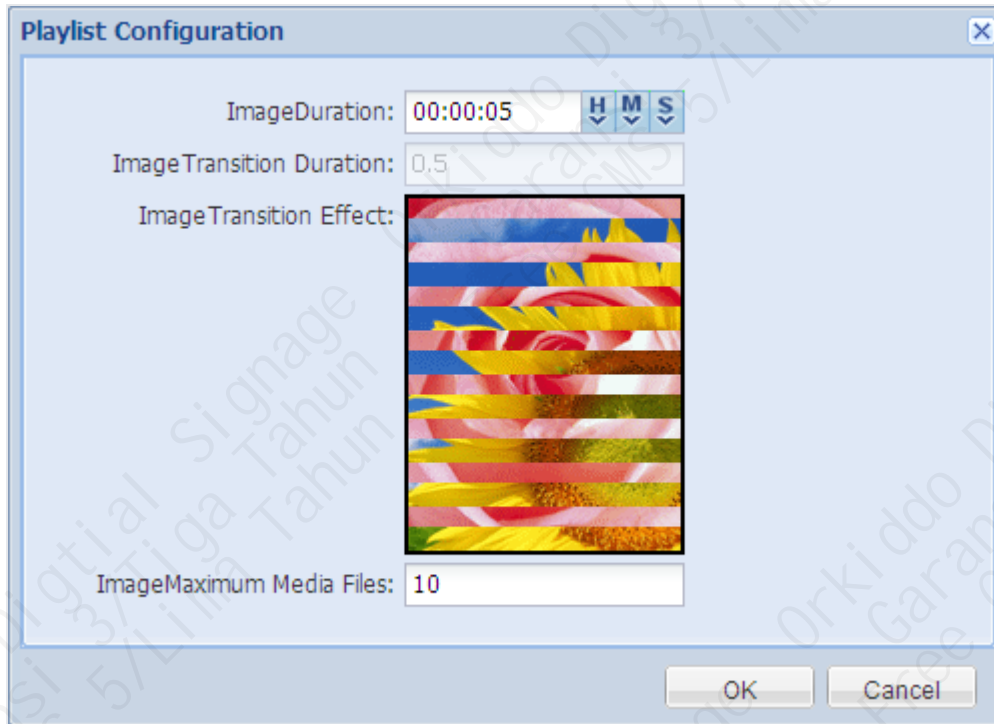 Playlist Configuration
ImageDuration: 00:00:05 H M S
ImageTransition Duration: 0.5
ImageTransition Effect:
ImageMaximum Media Files: 10
OK Cancel